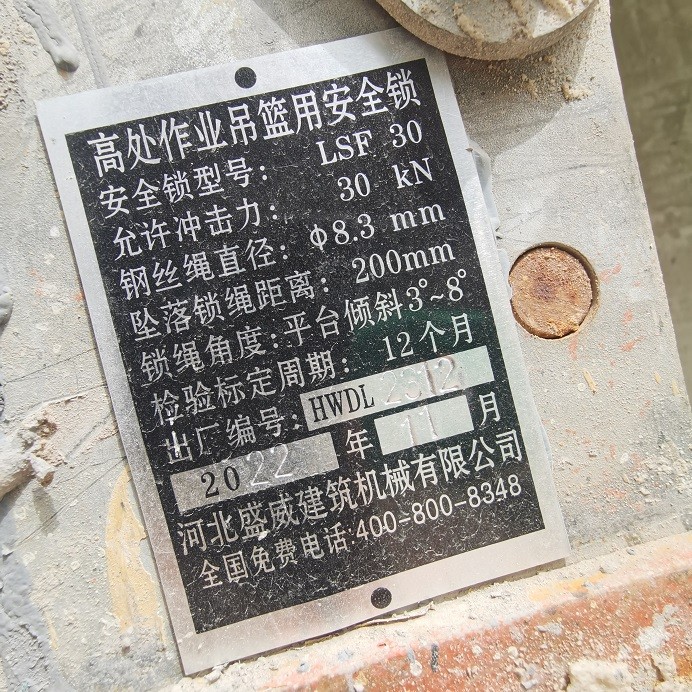 高处作业吊篮用安全锁
安全锁型号： LSF 30
允许冲击力： 30 kN
钢丝绳直径： φ8.3 mm
坠落锁绳距离： 200mm
锁绳角度：平台倾斜3°~8°
检验标定周期： 12个月
出厂编号：HWDL 2312
2022 年 11 月
河北盛威建筑机械有限公司
全国免费电话:400-800-8348